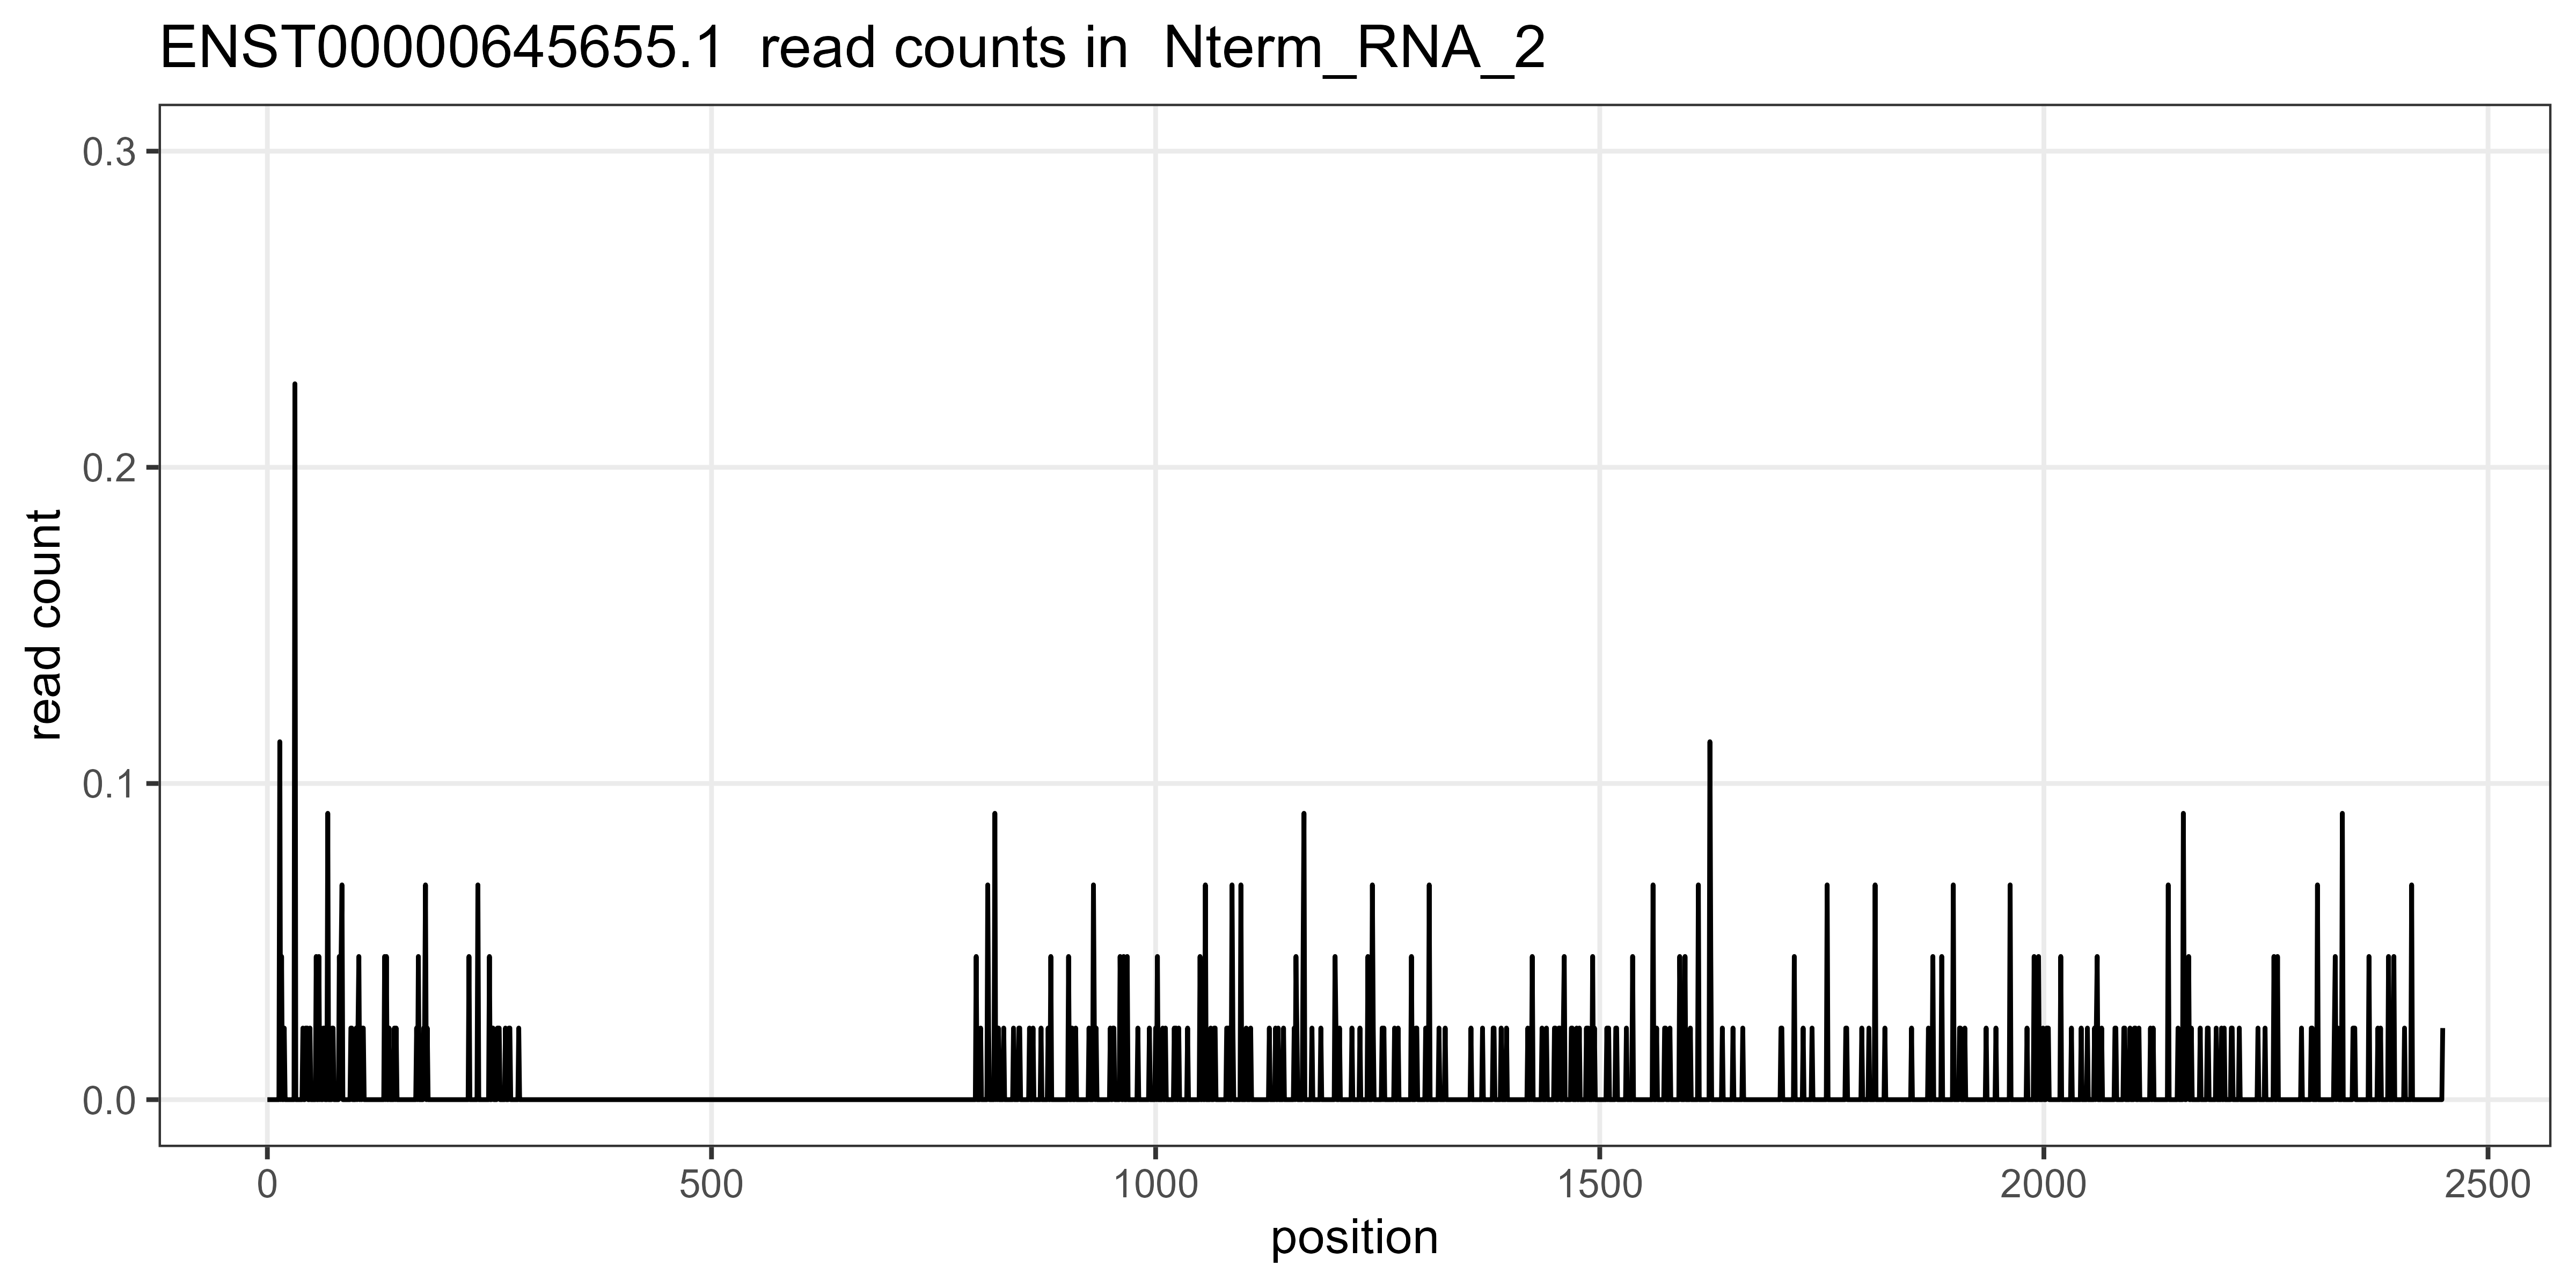 ENST00000645655.1  read counts in  Nterm_RNA_2
0.3
0.2
0.1
0.0
read count
0 500 1000 1500 2000 2500
position